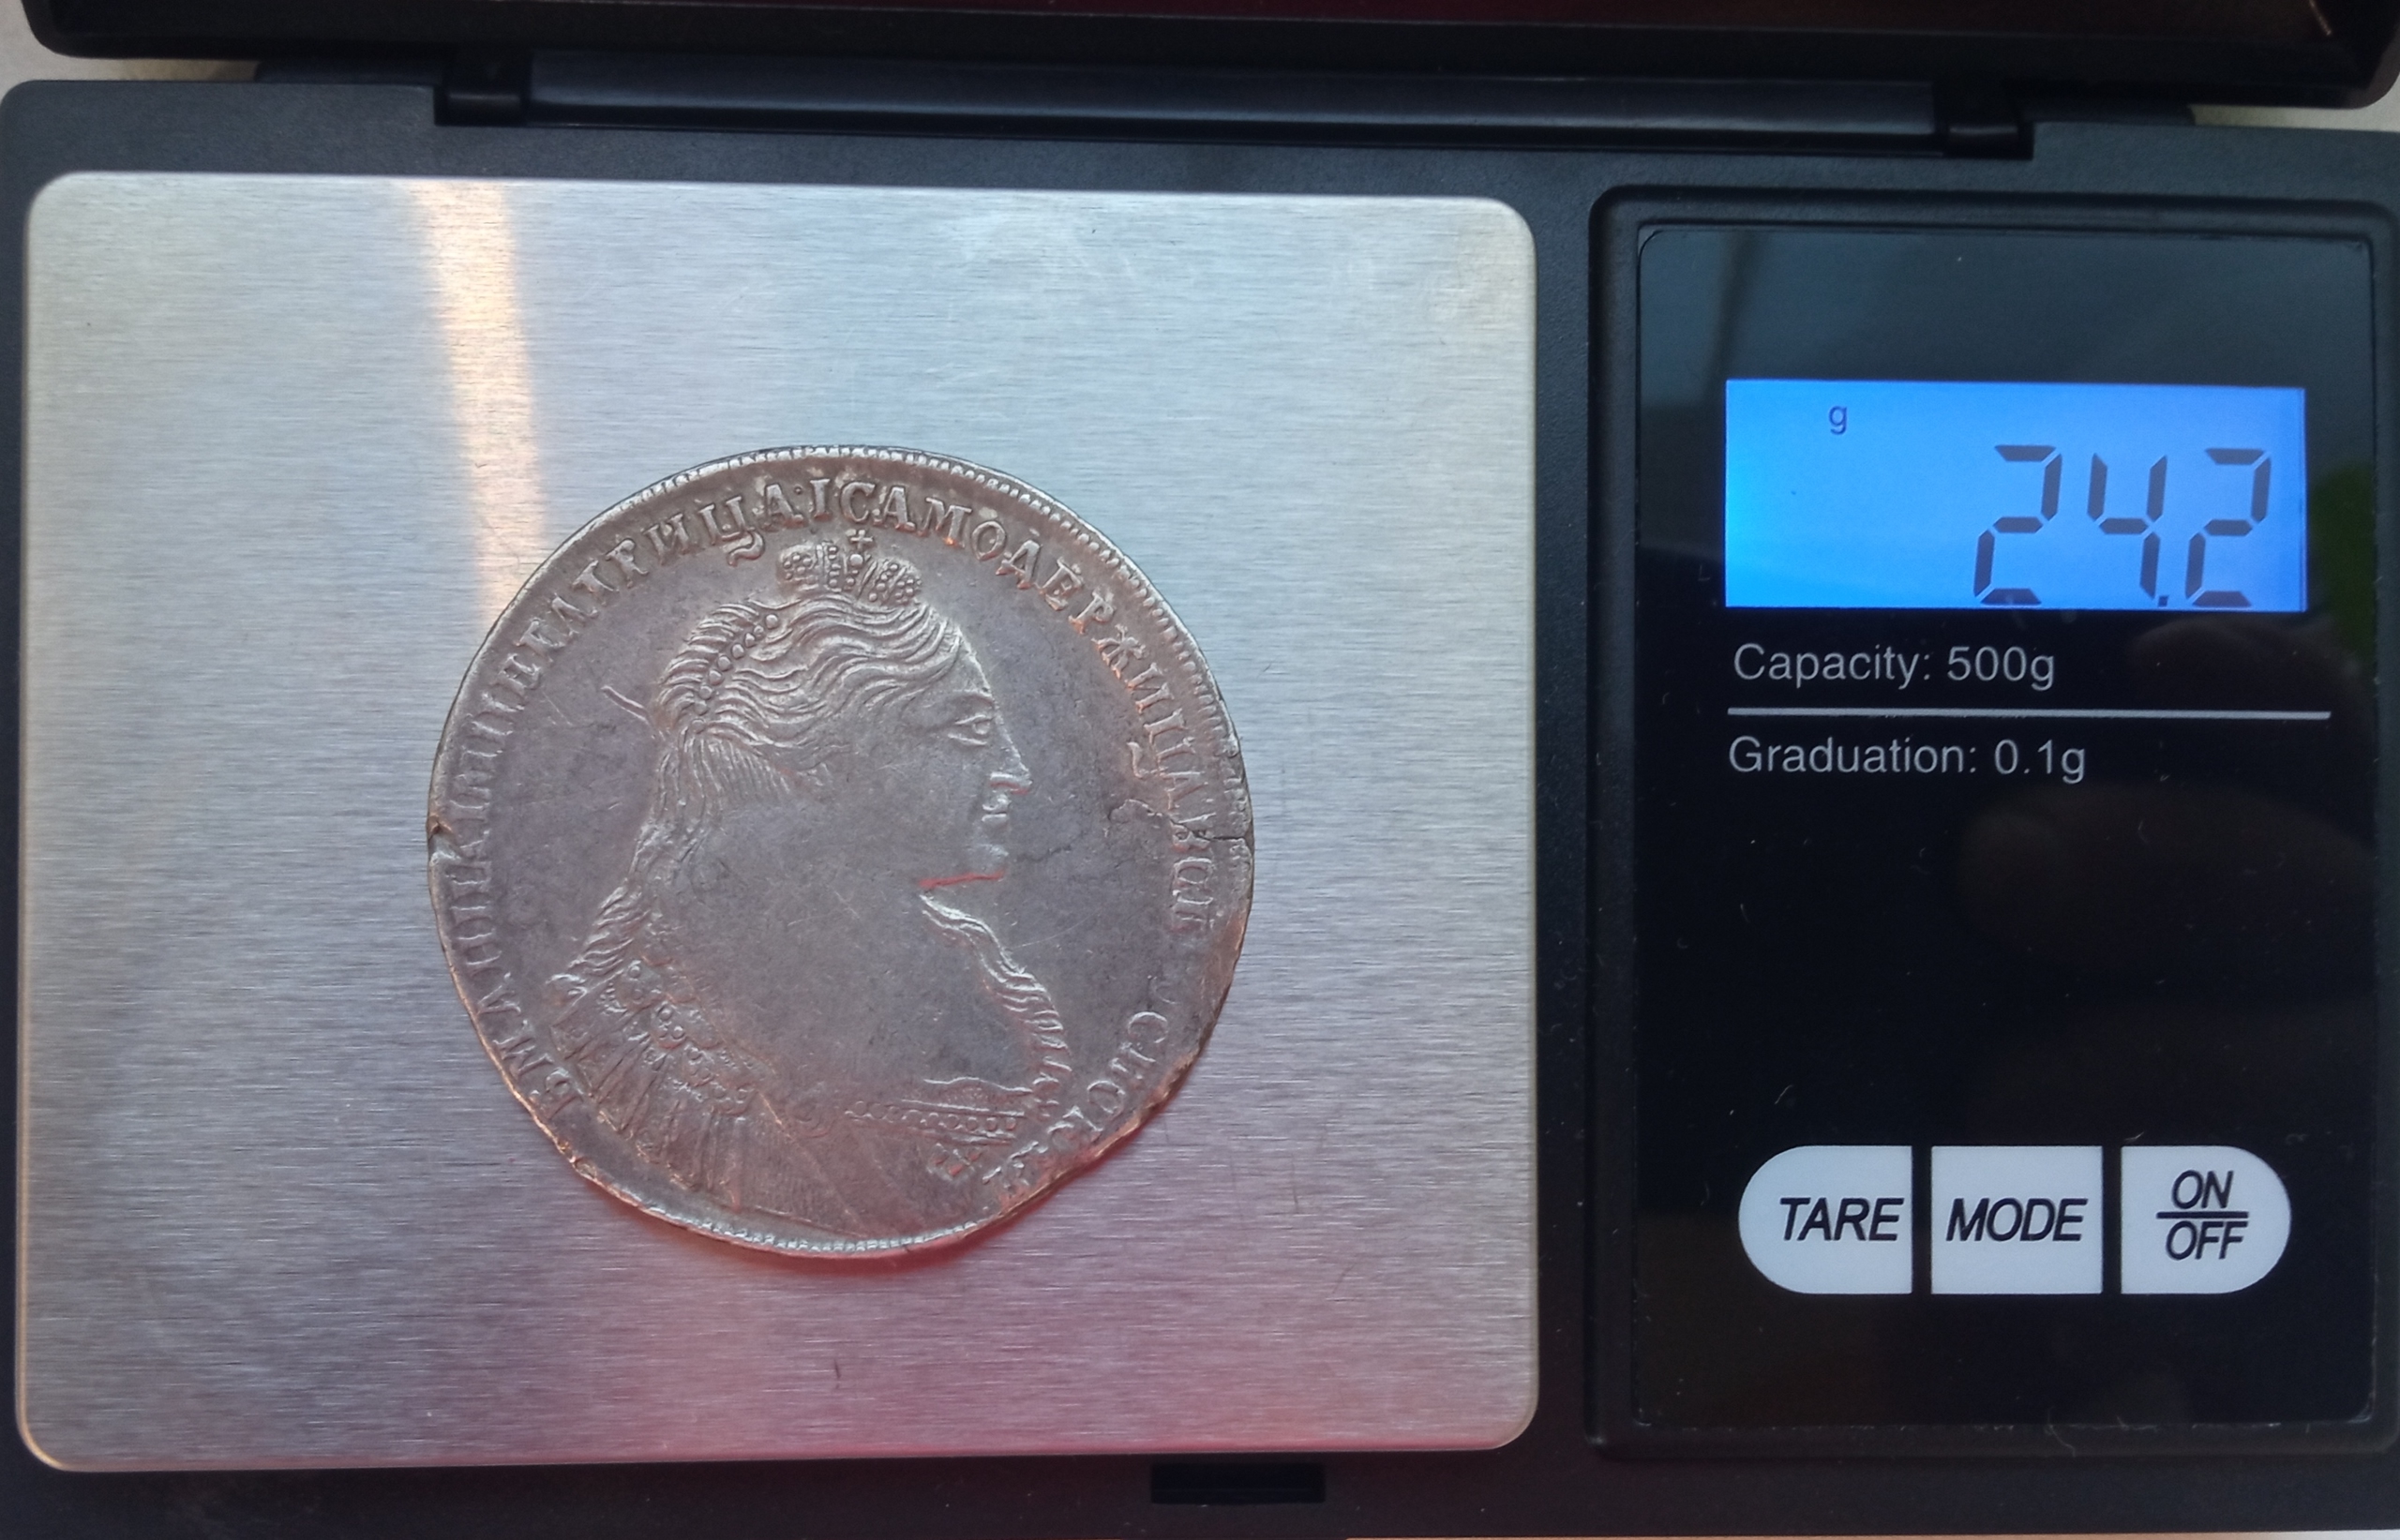 ІСАМОДЕРЖИЦА
g
24.2
Capacity: 500g
Graduation: 0.1g
TARE MODE ON OFF